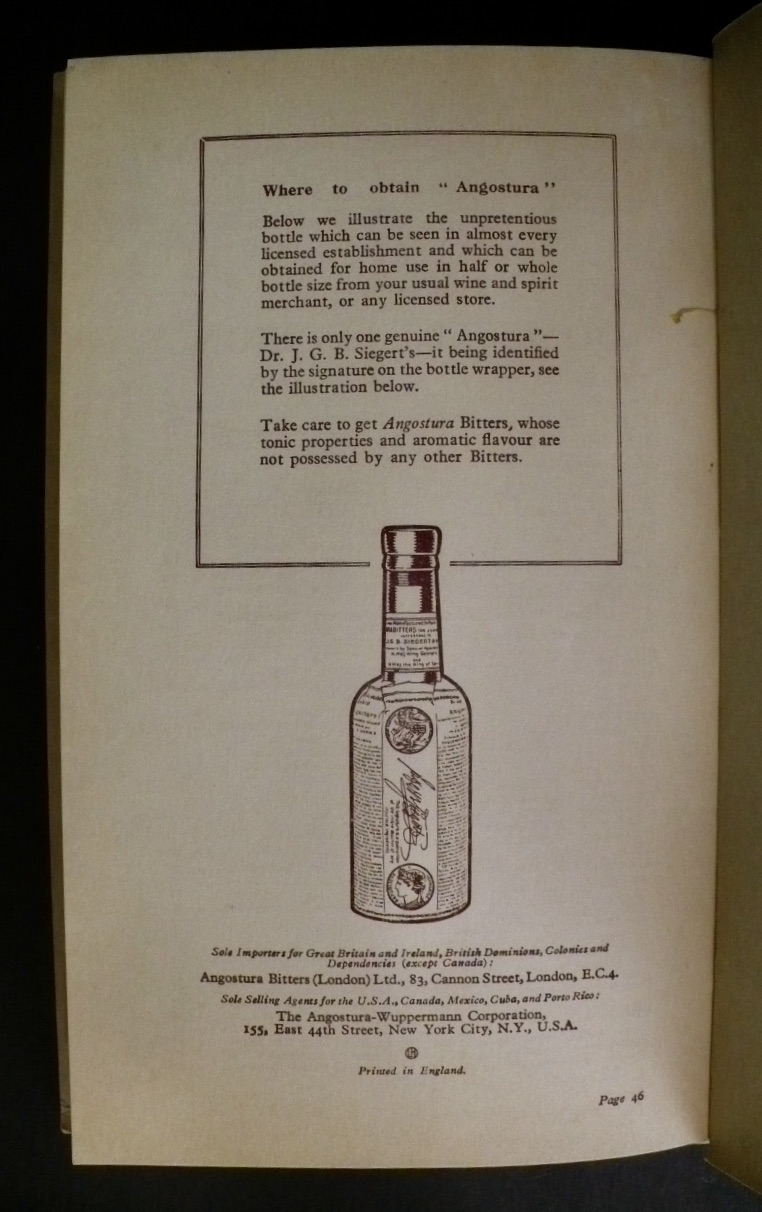 Where to obtain “ Angostura ”
Below we illustrate the unpretentious
bottle which can be seen in almost every
licensed establishment and which can be
obtained for home use in half or whole
bottle size from your usual wine and spirit
merchant, or any licensed store.
There is only one genuine “ Angostura ”—
Dr. J. G. B. Siegert’s—it being identified
by the signature on the bottle wrapper, see
the illustration below.
Take care to get Angostura Bitters, whose
tonic properties and aromatic flavour are
not possessed by any other Bitters.
Sole Importers for Great Britain and Ireland, British Dominions, Colonies and
Dependencies (except Canada) :
Angostura Bitters (London) Ltd., 83, Cannon Street, London, E.C.4.
Sole Selling Agents for the U.S.A., Canada, Mexico, Cuba, and Porto Rico :
The Angostura-Wuppermann Corporation,
155, East 44th Street, New York City, N.Y., U.S.A.
Printed in England.
Page 46